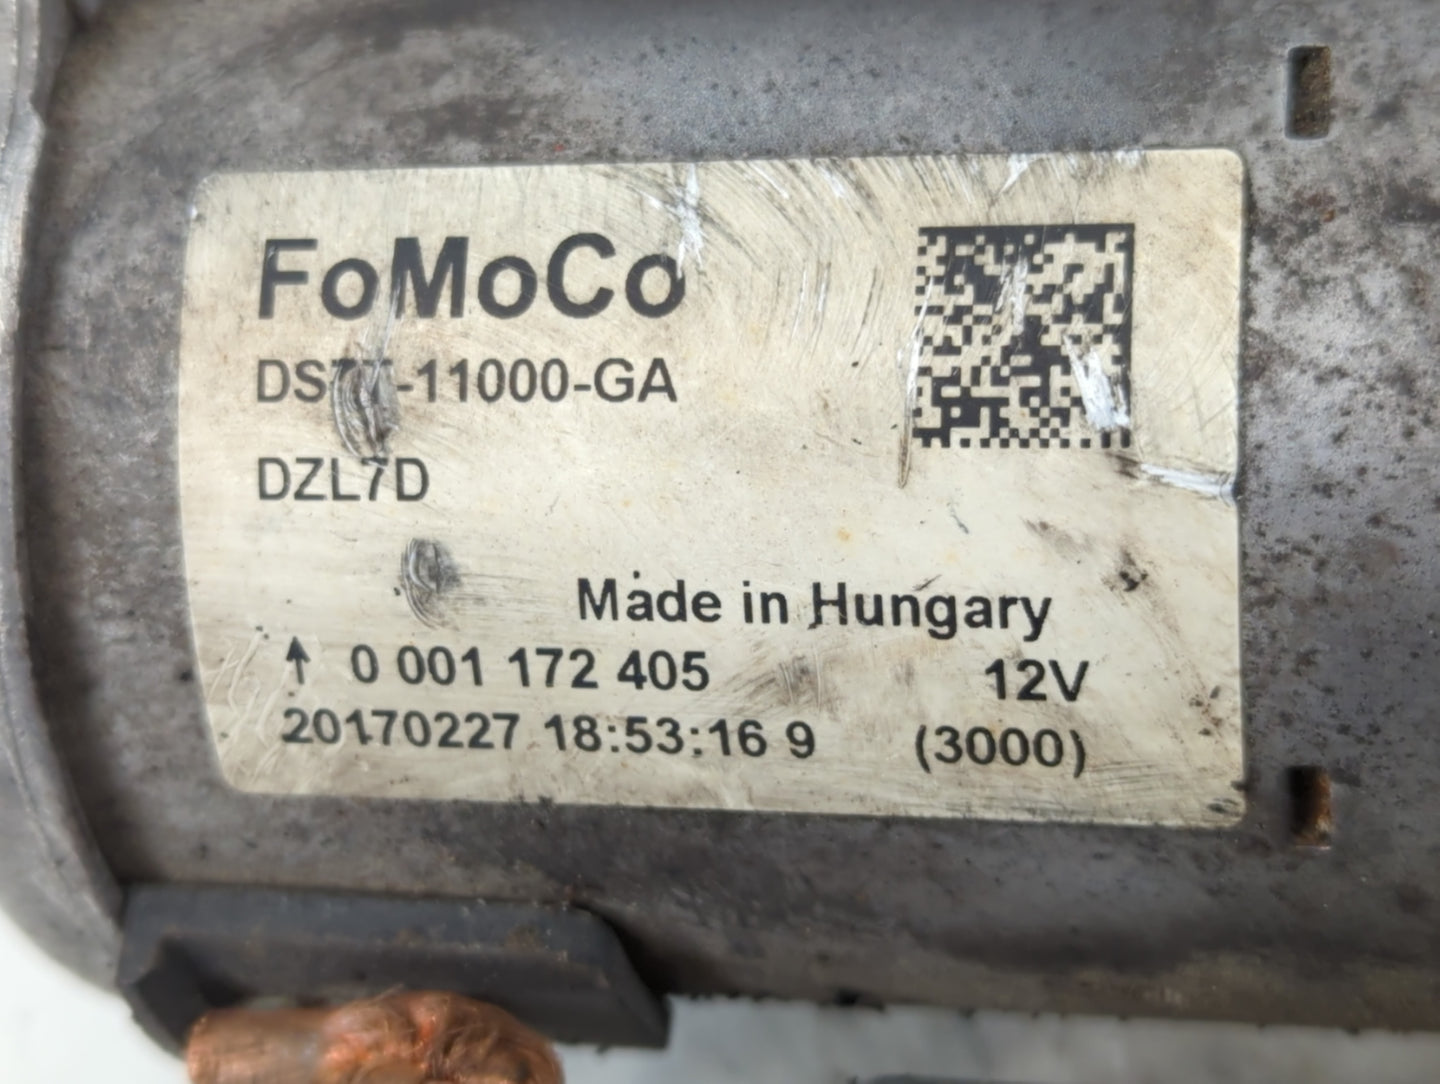 FoMoCo
DS7T-11000-GA
DZL7D
Made in Hungary
↑ 0 001 172 405 12V
20170227 18:53:16 9 (3000)